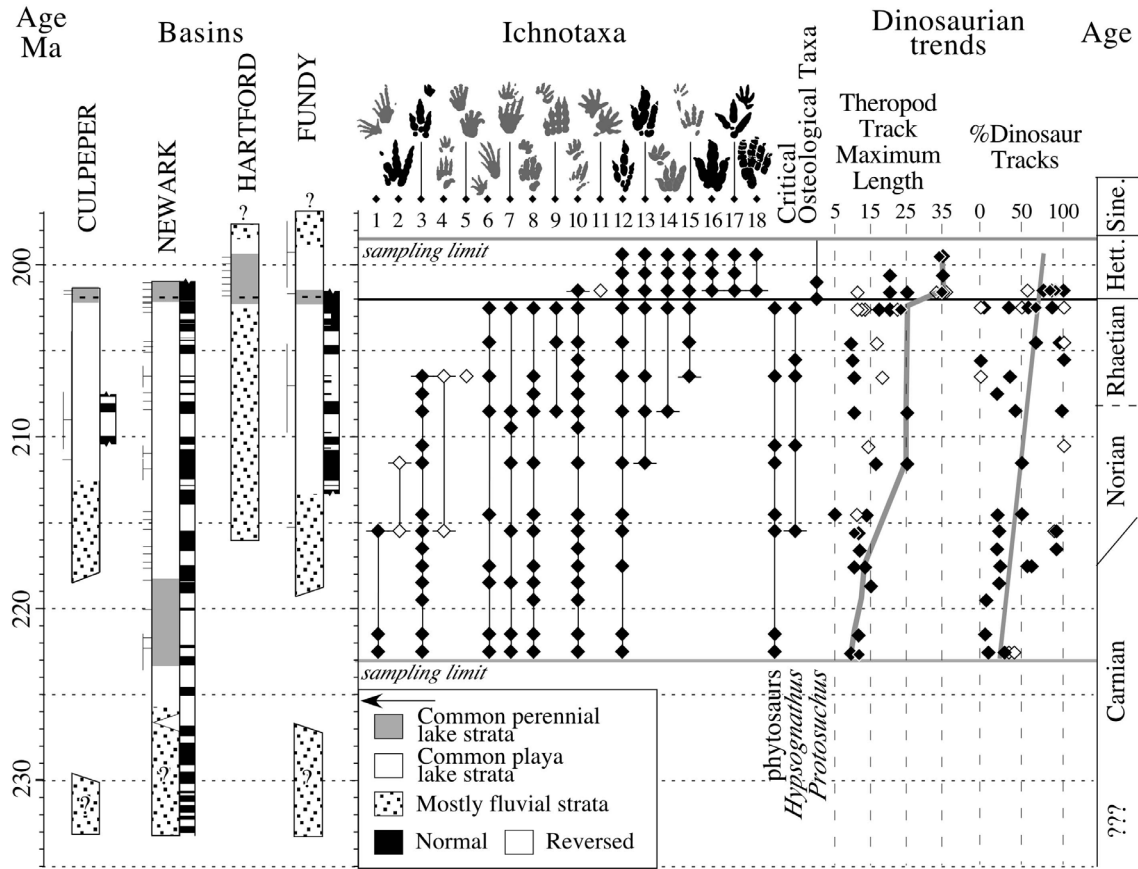 Age
Ma
Basins
Ichnotaxa
Dinosaurian
trends
Age
CULPEPER
NEWARK
HARTFORD
FUNDY
Critical
Osteological Taxa
Theropod
Track
Maximum
Length
%Dinosaur
Tracks
? ?
1 2 3 4 5 6 7 8 9 10 11 12 13 14 15 16 17 18
5 15 25 35 0 50 100
sampling limit
200
210
220
230
Sine.
Hett.
Rhaetian
Norian
Carnian
???
sampling limit
Common perennial
lake strata
Common playa
lake strata
Mostly fluvial strata
Normal Reversed
phytosaurs
Hypsognathus
Protosuchus
? ? ?